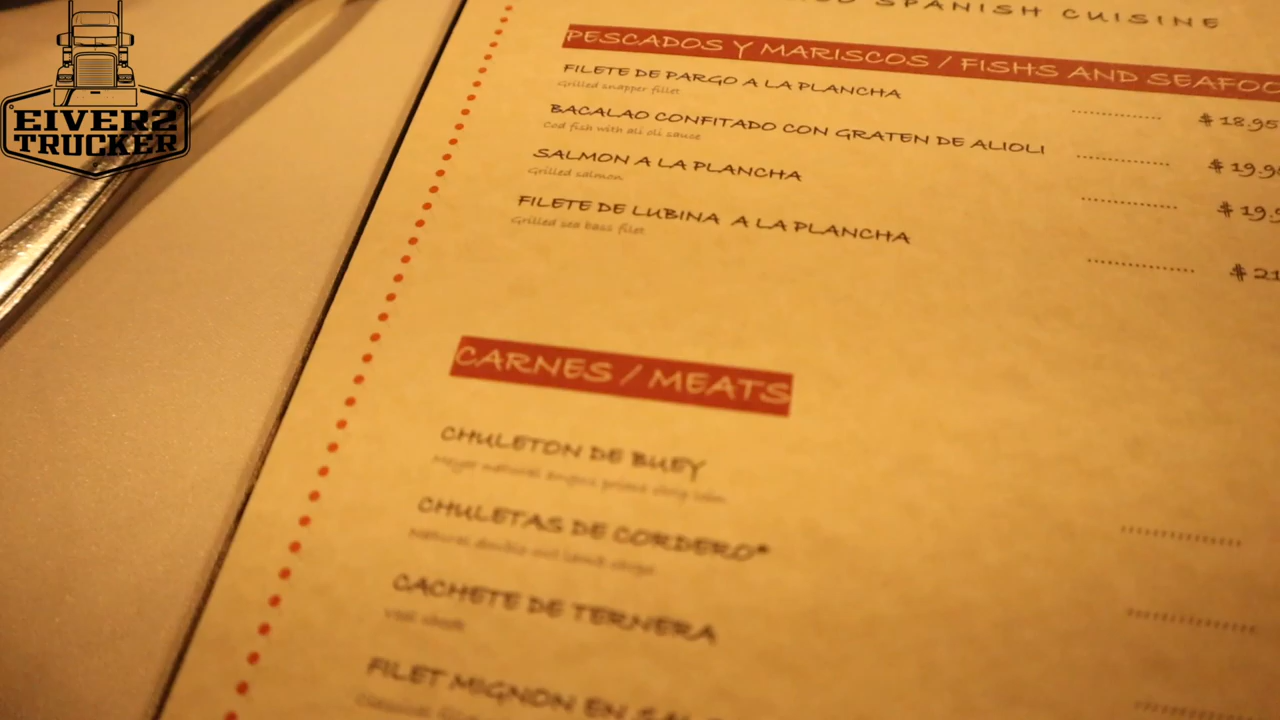 EIVER2
TRUCKER
SPANISH CUISINE
PESCADOS Y MARISCOS / FISHS AND SEAFOO
FILETE DE PARGO A LA PLANCHA
Grilled snapper fillet
$ 18.95
BACALAO CONFITADO CON GRATEN DE ALIOLI
Cod fish with ali oli sauce
$ 19.9
SALMON A LA PLANCHA
Grilled salmon
$ 19.
FILETE DE LUBINA A LA PLANCHA
Grilled sea bass filet
$ 21
CARNES / MEATS
CHULETON DE BUEY
CHULETAS DE CORDERO*
CACHETE DE TERNERA
veal cheek
FILET MIGNON EN